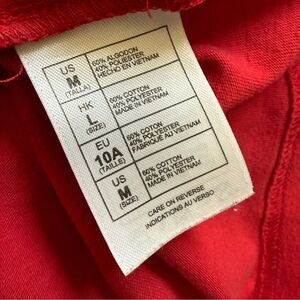 US
M
(TALLA)
60% ALGODON
40% POLIESTER
HECHO EN VIETNAM
HK
L
(SIZE)
60% COTTON
40% POLYESTER
MADE IN VIETNAM
EU
10A
(TAILLE)
60% COTON
40% POLYESTER
FABRIQUE AU VIETNAM
US
M
(SIZE)
60% COTTON
40% POLYESTER
MADE IN VIETNAM
CARE ON REVERSE
INDICATIONS AU VERSO